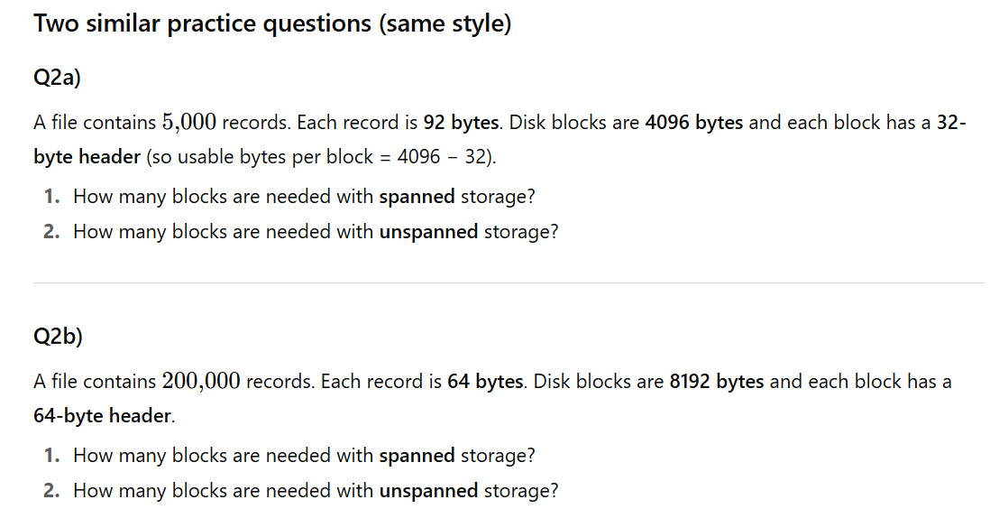 Two similar practice questions (same style)
Q2a)
A file contains 5,000 records. Each record is 92 bytes. Disk blocks are 4096 bytes and each block has a 32-
byte header (so usable bytes per block = 4096 − 32).
1. How many blocks are needed with spanned storage?
2. How many blocks are needed with unspanned storage?
Q2b)
A file contains 200,000 records. Each record is 64 bytes. Disk blocks are 8192 bytes and each block has a
64-byte header.
1. How many blocks are needed with spanned storage?
2. How many blocks are needed with unspanned storage?